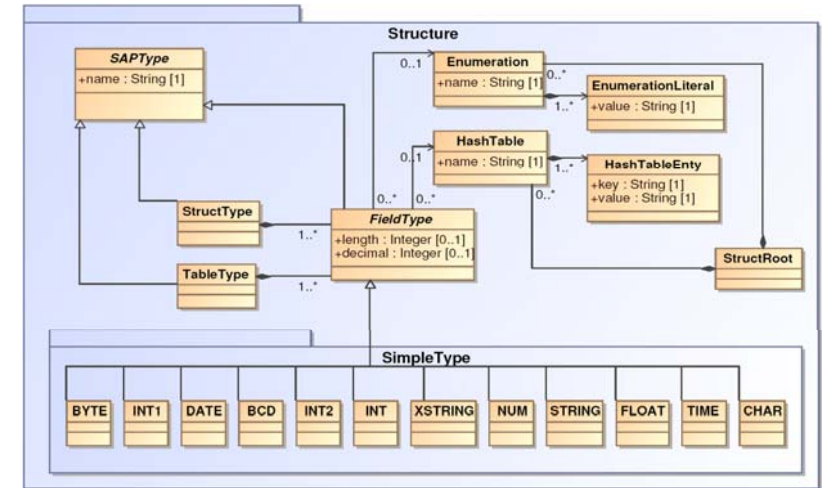 Structure
SAPType
+name : String [1]
Enumeration
+name : String [1]
0..1
0..*
EnumerationLiteral
+value : String [1]
1..*
HashTable
+name : String [1]
0..1
HashTableEnty
+key : String [1]
+value : String [1]
1..*
0..*
0..*
0..*
StructType
1..*
FieldType
+length : Integer [0..1]
+decimal : Integer [0..1]
TableType
1..*
StructRoot
SimpleType
BYTE
INT1
DATE
BCD
INT2
INT
XSTRING
NUM
STRING
FLOAT
TIME
CHAR